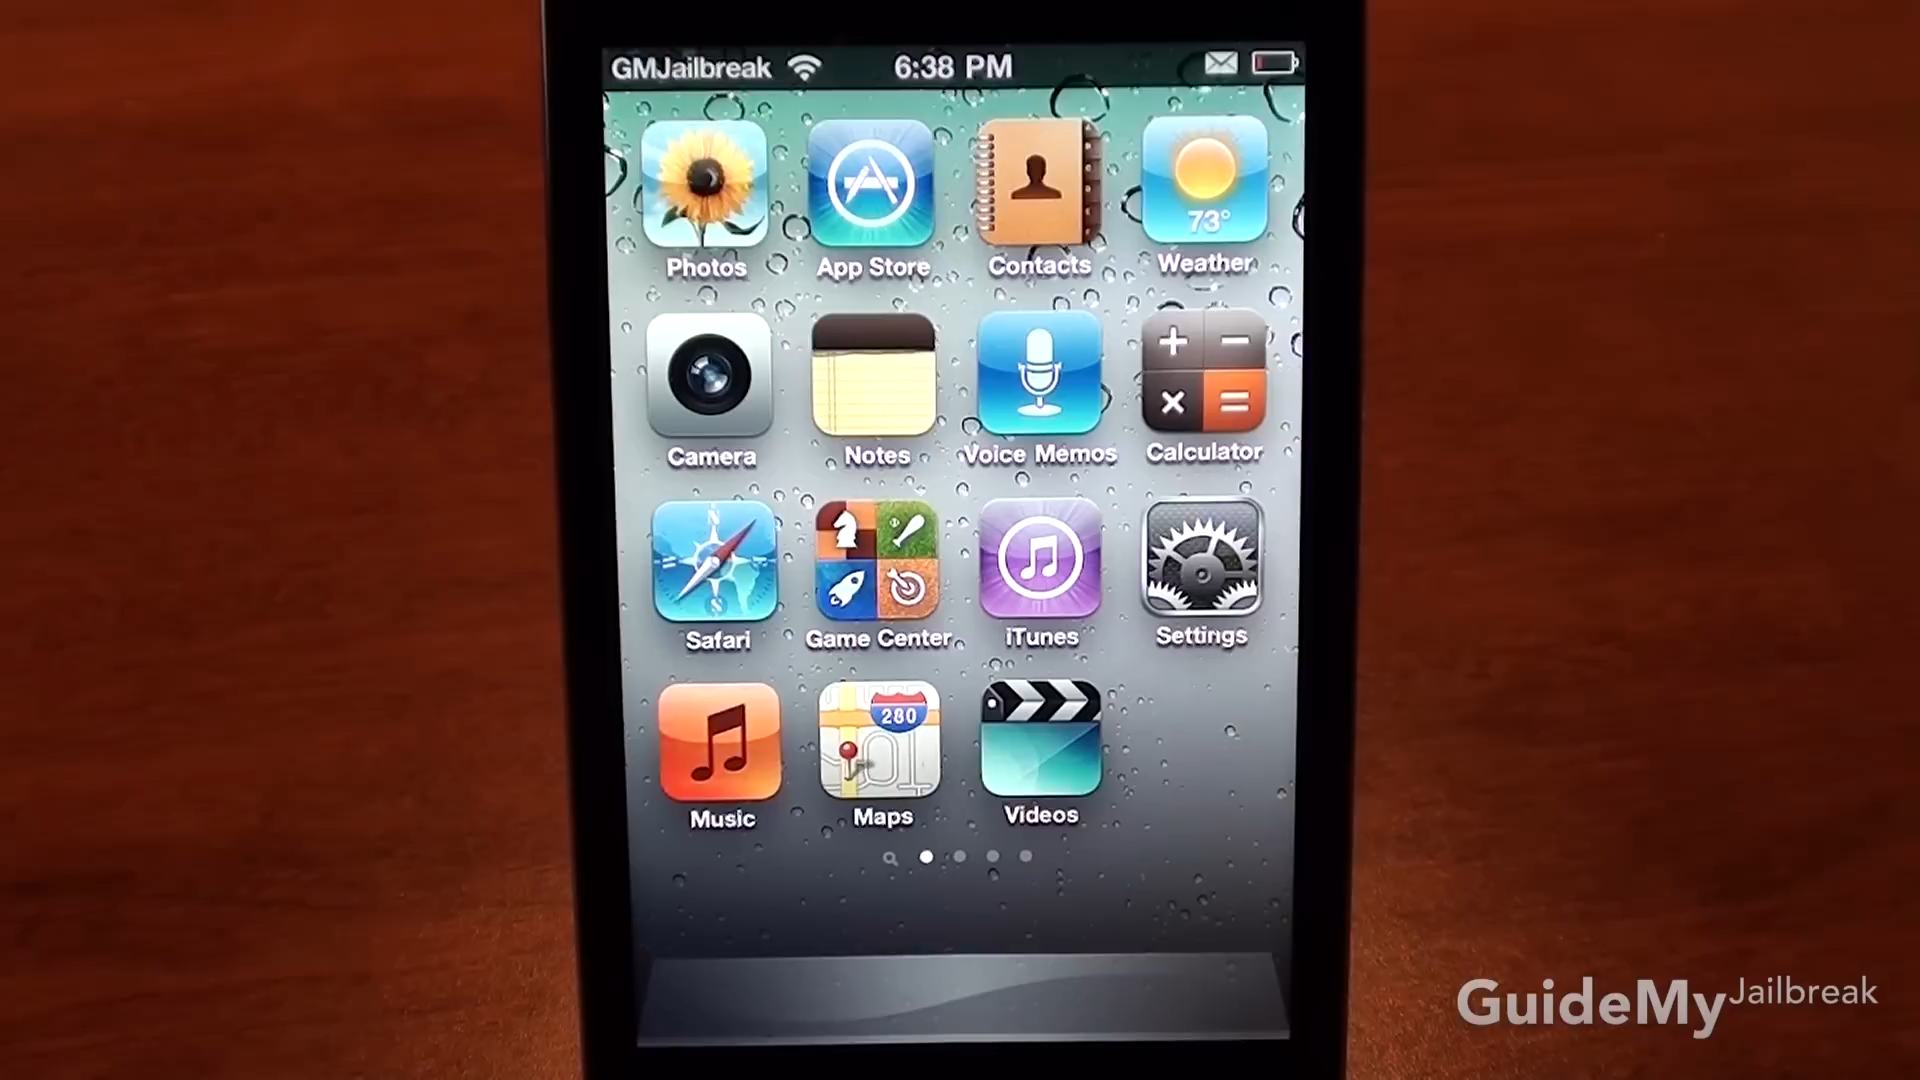 GMJailbreak 6:38 PM
Photos App Store Contacts 73° Weather
Camera Notes Voice Memos Calculator
N
S
Safari Game Center iTunes Settings
280
Music Maps Videos
GuideMyJailbreak